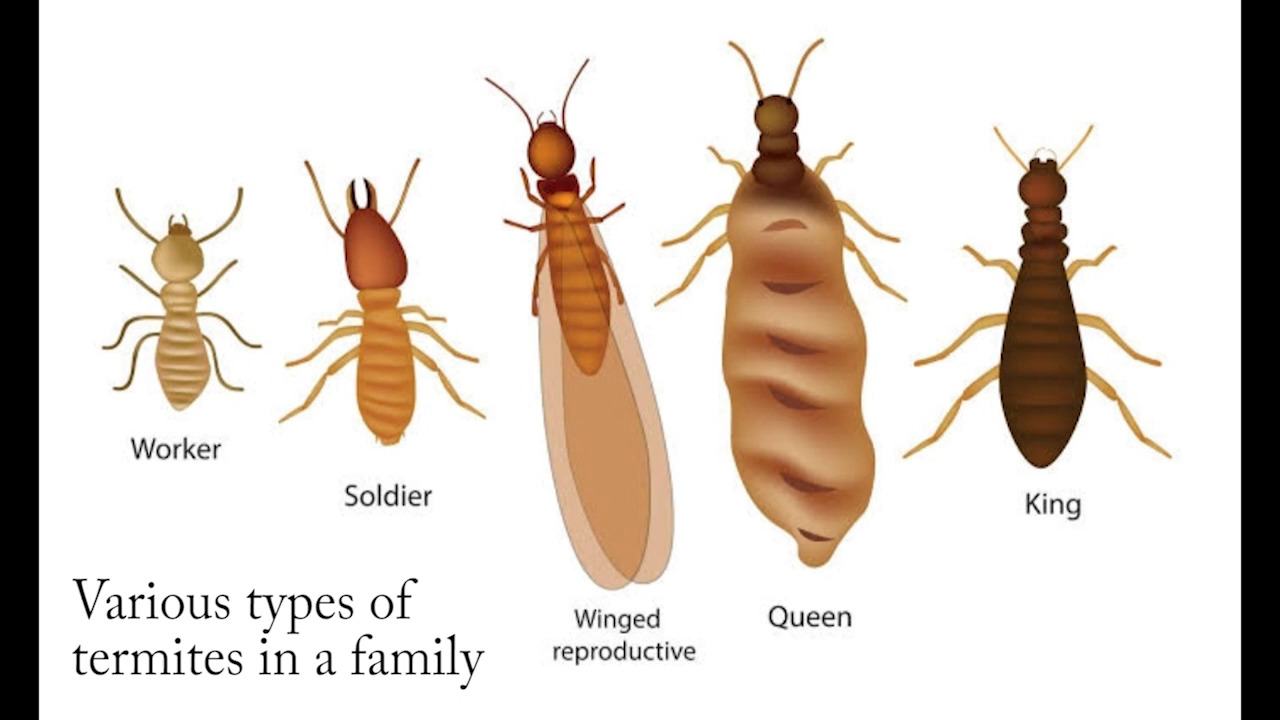 Worker
Soldier
Winged
reproductive
Queen
King
Various types of
termites in a family